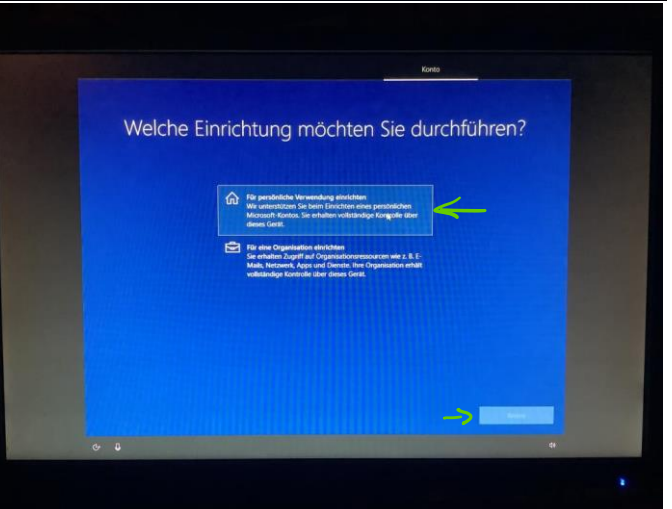 Konto
Welche Einrichtung möchten Sie durchführen?
Für persönliche Verwendung einrichten
Wir unterstützen Sie beim Einrichten eines persönlichen
Microsoft-Kontos. Sie erhalten vollständige Kontrolle über
dieses Gerät.
Für eine Organisation einrichten
Sie erhalten Zugriff auf Organisationsressourcen wie z. B. E-
Mails, Netzwerk, Apps und Dienste. Ihre Organisation erhält
vollständige Kontrolle über dieses Gerät.